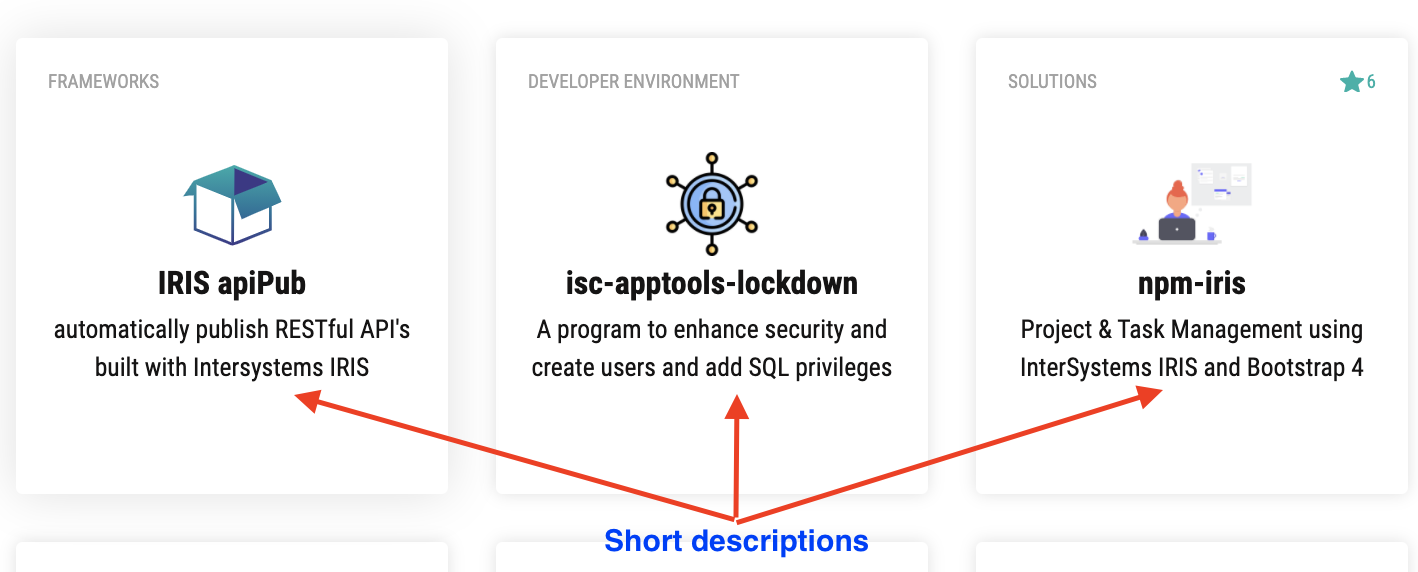 FRAMEWORKS
IRIS apiPub
automatically publish RESTful API's
built with Intersystems IRIS
DEVELOPER ENVIRONMENT
isc-apptools-lockdown
A program to enhance security and
create users and add SQL privileges
SOLUTIONS
6
npm-iris
Project & Task Management using
InterSystems IRIS and Bootstrap 4
Short descriptions